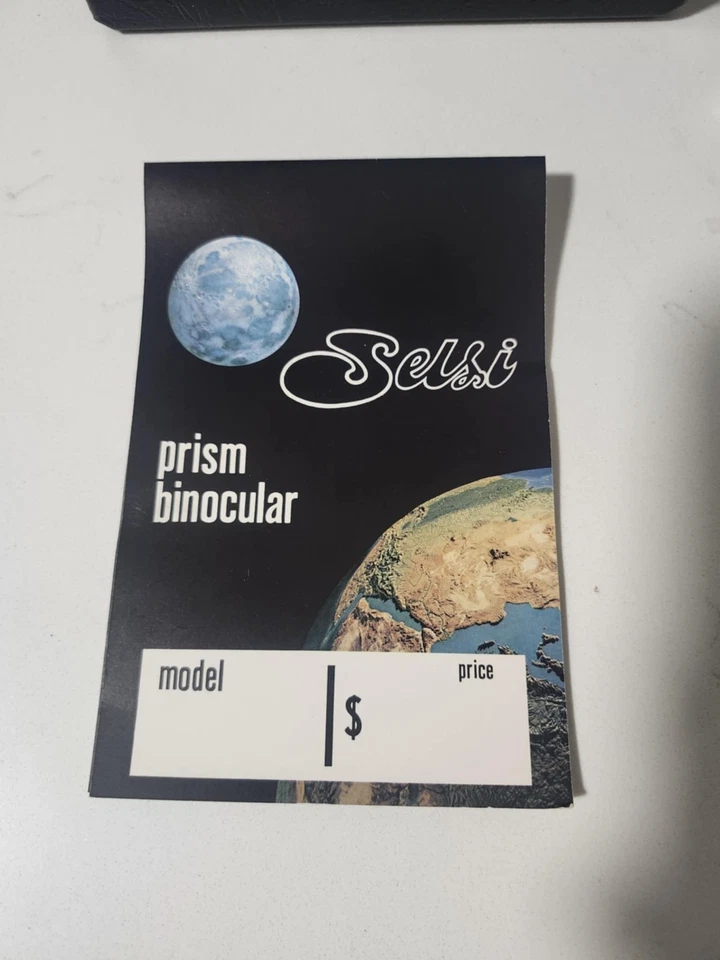 Selsi
prism
binocular
model
price
$